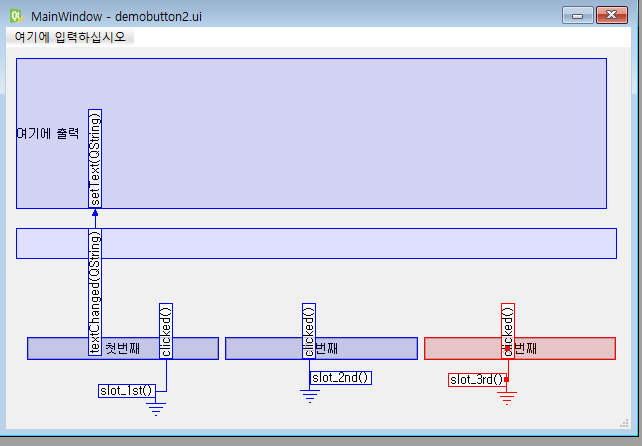 MainWindow - demobutton2.ui
여기에 입력하십시오
여기에 출력
setText(QString)
textChanged(QString)
첫번째
clicked()
번째
clicked()
번째
clicked()
slot_1st()
slot_2nd()
slot_3rd()